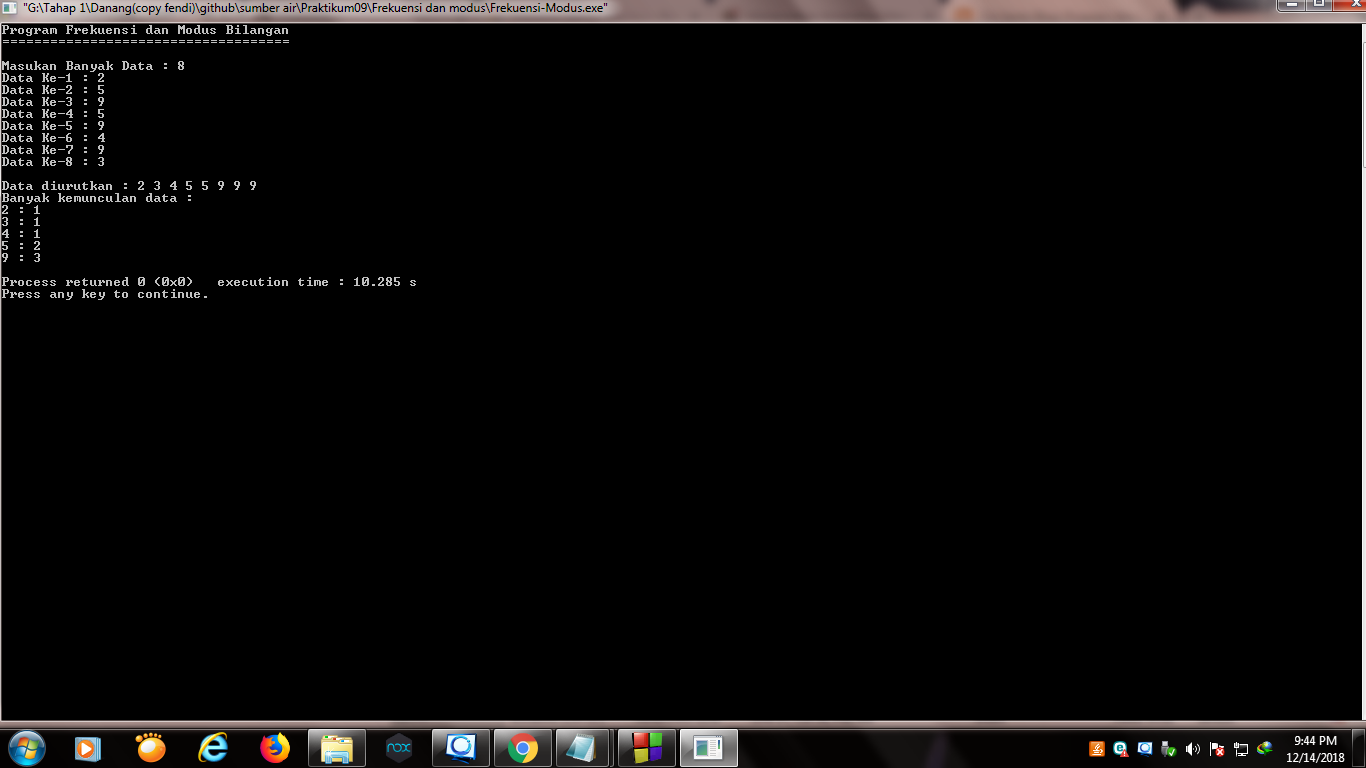 "G:\Tahap 1\Danang(copy fendi)\github\sumber air\Praktikum09\Frekuensi dan modus\Frekuensi-Modus.exe"
Program Frekuensi dan Modus Bilangan
====================================
Masukan Banyak Data : 8
Data Ke-1 : 2
Data Ke-2 : 5
Data Ke-3 : 9
Data Ke-4 : 5
Data Ke-5 : 9
Data Ke-6 : 4
Data Ke-7 : 9
Data Ke-8 : 3
Data diurutkan : 2 3 4 5 5 9 9 9
Banyak kemunculan data :
2 : 1
3 : 1
4 : 1
5 : 2
9 : 3
Process returned 0 (0x0)   execution time : 10.285 s
Press any key to continue.
nox
9:44 PM
12/14/2018